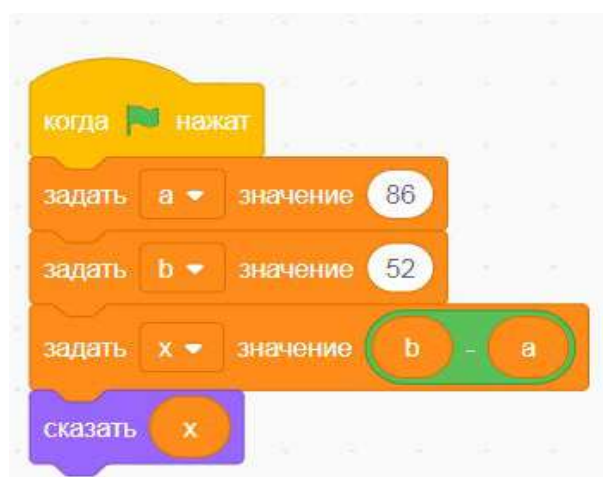 когда нажат
задать a значение 86
задать b значение 52
задать x значение b - a
сказать x